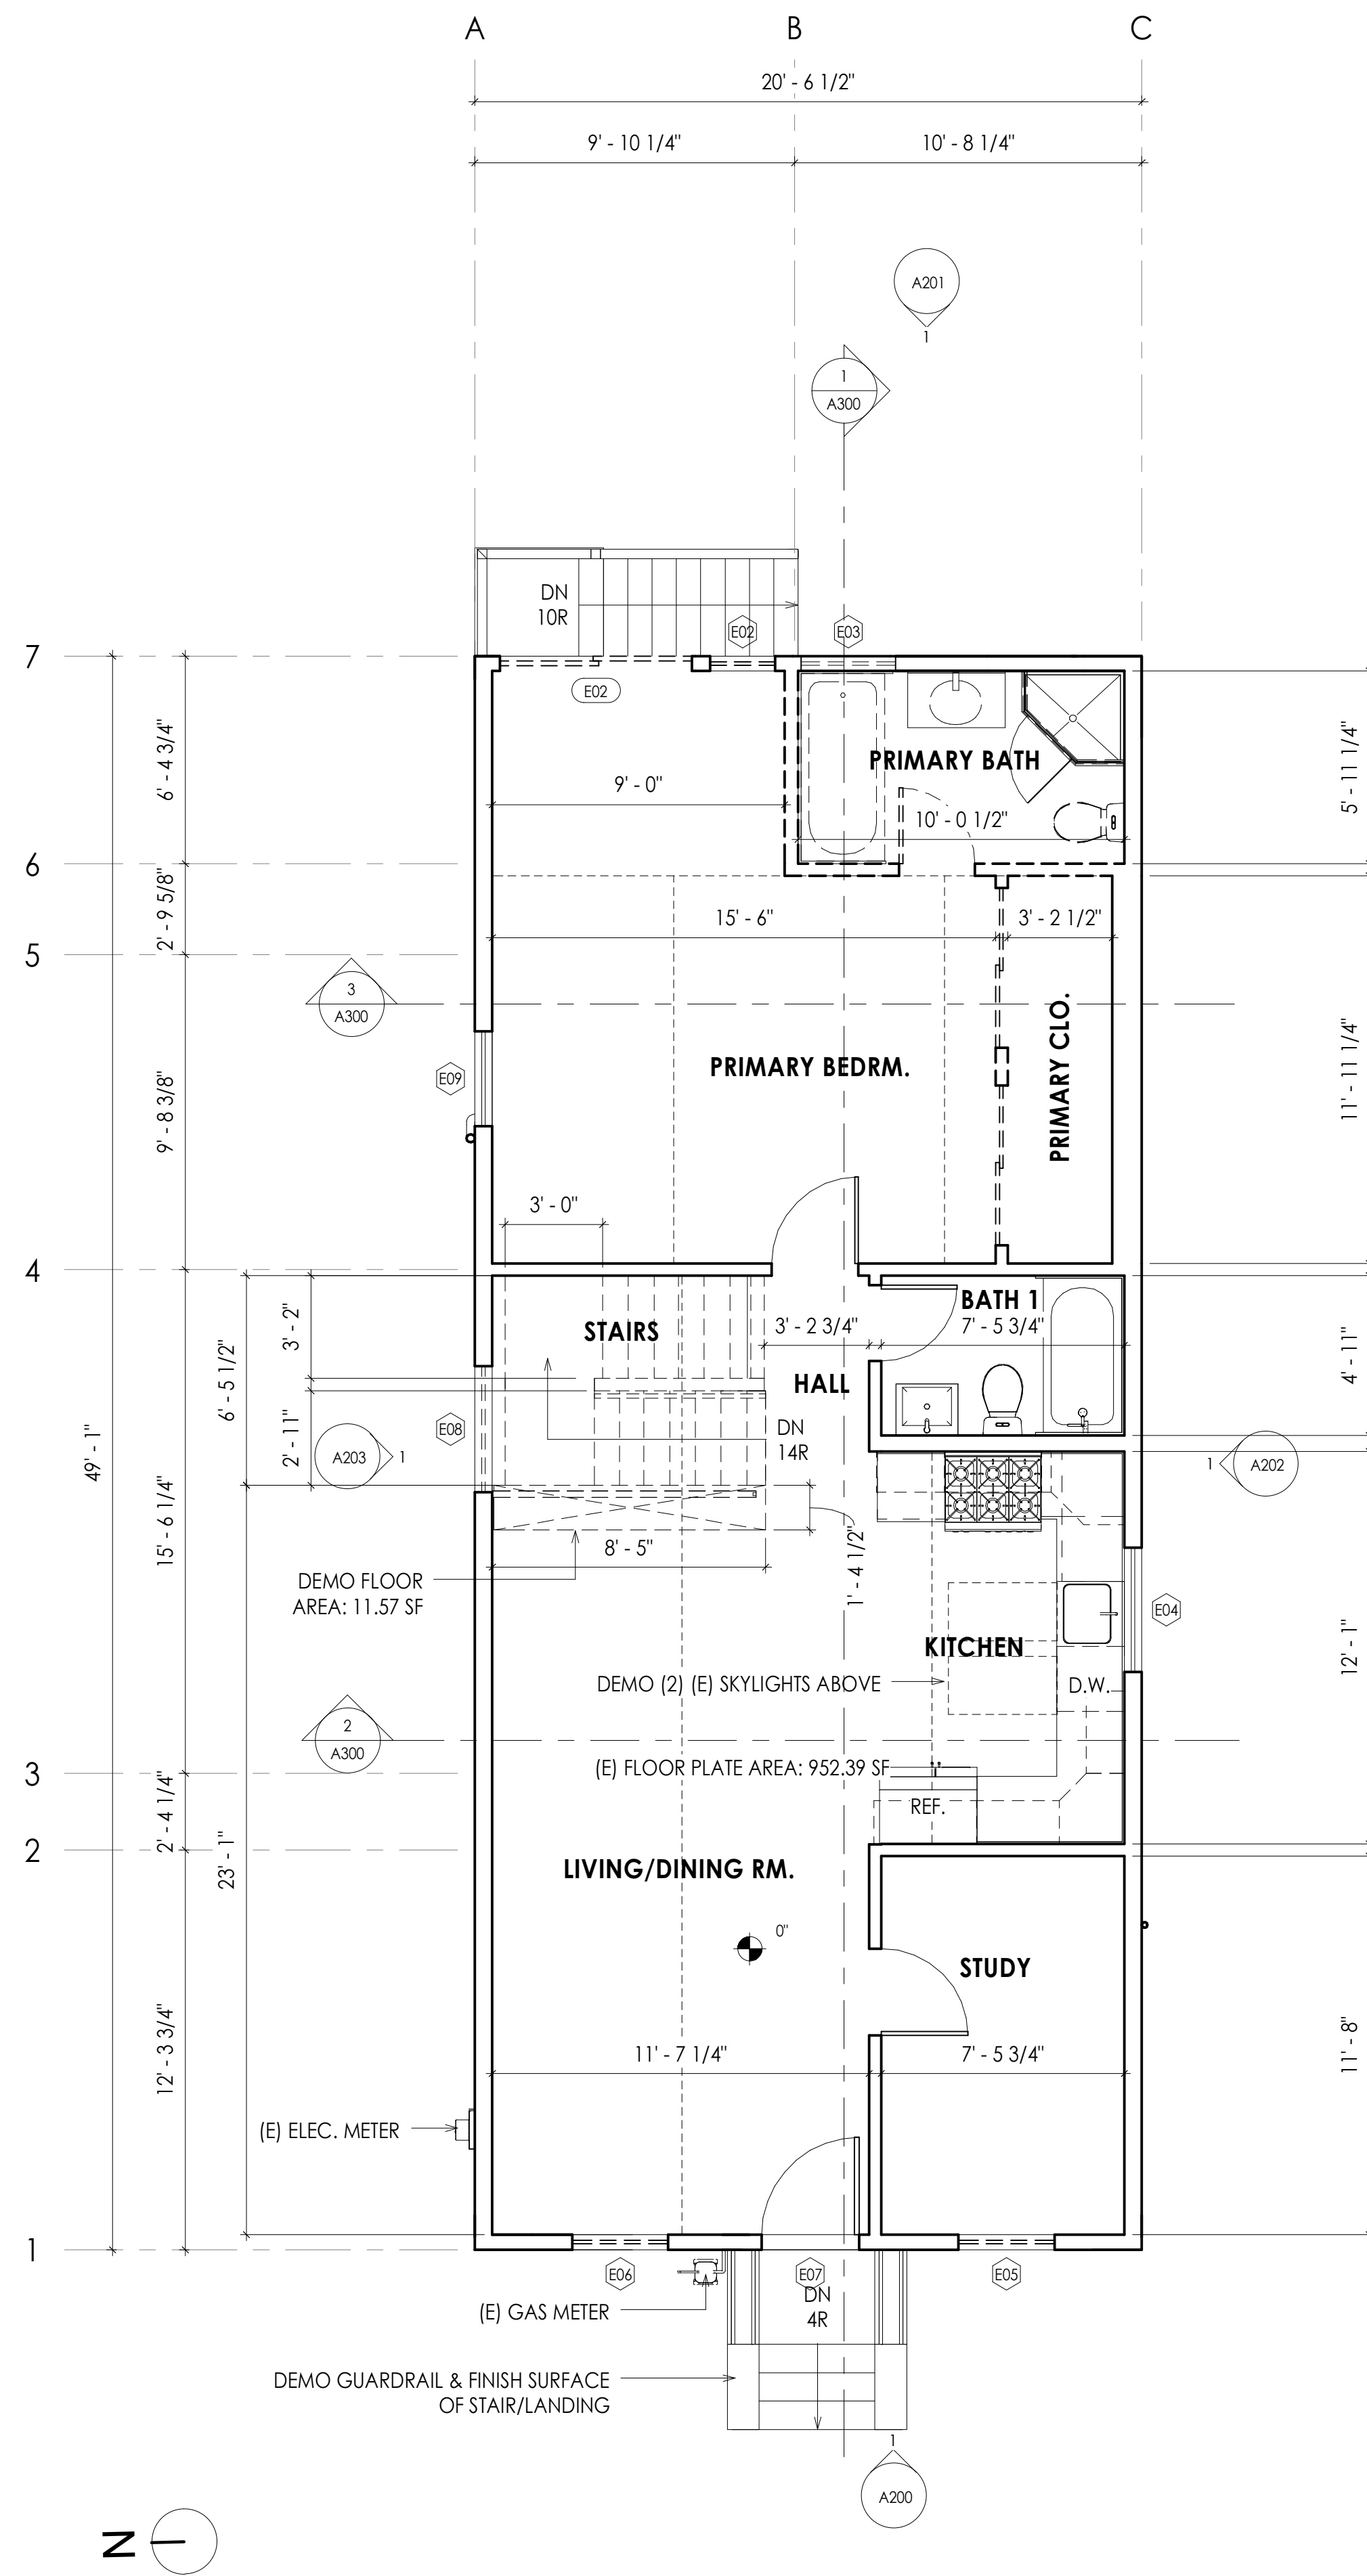 A
B
C
20' - 6 1/2"
9' - 10 1/4"
10' - 8 1/4"
A201
1
1
A300
DN
10R
E02
E03
7
E02
6' - 4 3/4"
5' - 11 1/4"
PRIMARY BATH
9' - 0"
10' - 0 1/2"
6
2' - 9 5/8"
15' - 6"
3' - 2 1/2"
5
3
A300
PRIMARY CLO.
11' - 11 1/4"
PRIMARY BEDRM.
E09
9' - 8 3/8"
3' - 0"
4
BATH 1
3' - 2"
STAIRS
3' - 2 3/4"
7' - 5 3/4"
4' - 11"
6' - 5 1/2"
HALL
DN
14R
E08
2' - 11"
49' - 1"
A203
1
1
A202
15' - 6 1/4"
8' - 5"
1' - 4 1/2"
DEMO FLOOR
AREA: 11.57 SF
E04
KITCHEN
12' - 1"
DEMO (2) (E) SKYLIGHTS ABOVE
D.W.
2
A300
(E) FLOOR PLATE AREA: 952.39 SF
3
REF.
2' - 4 1/4"
2
23' - 1"
LIVING/DINING RM.
0"
STUDY
12' - 3 3/4"
11' - 7 1/4"
7' - 5 3/4"
11' - 8"
(E) ELEC. METER
1
E06
E07
E05
DN
4R
(E) GAS METER
DEMO GUARDRAIL & FINISH SURFACE
OF STAIR/LANDING
1
A200
N